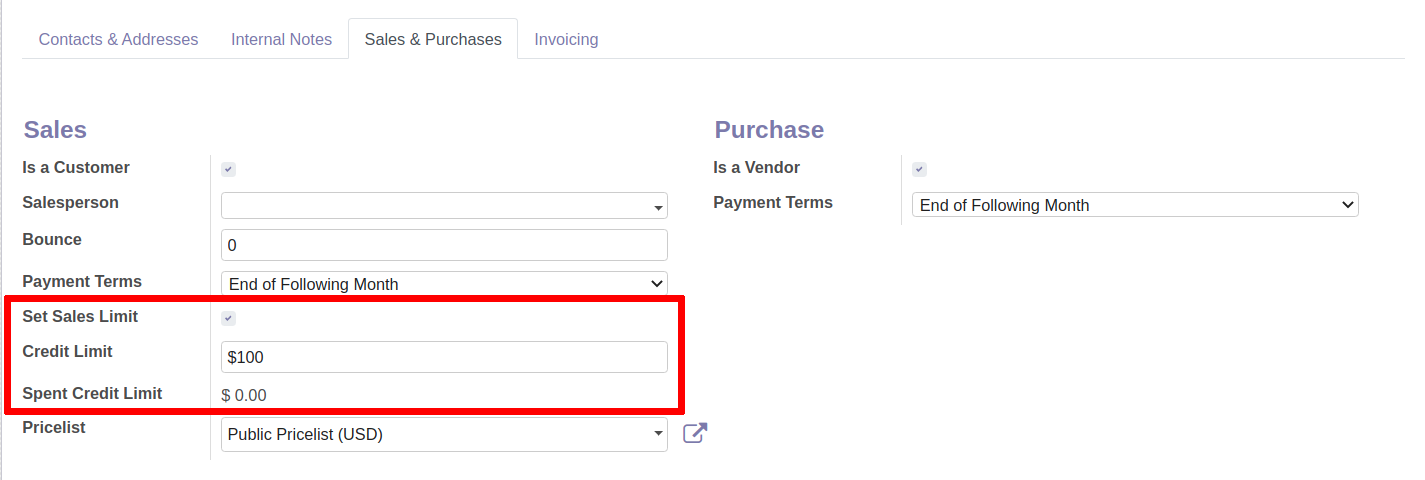 Contacts & Addresses Internal Notes Sales & Purchases Invoicing
Sales
Is a Customer
Salesperson
Bounce 0
Payment Terms End of Following Month
Set Sales Limit
Credit Limit $100
Spent Credit Limit $ 0.00
Pricelist Public Pricelist (USD)
Purchase
Is a Vendor
Payment Terms End of Following Month